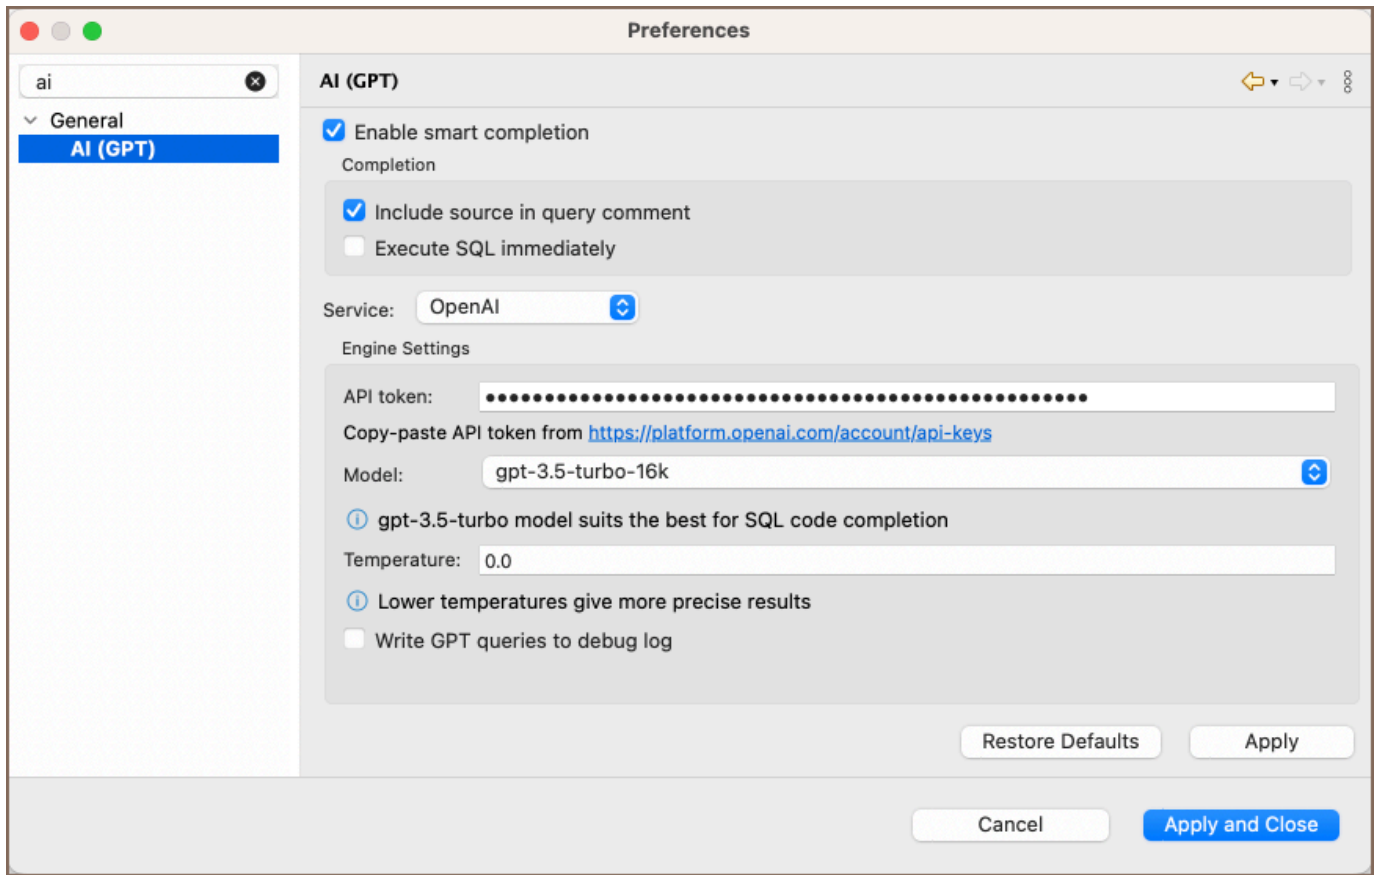 Preferences
ai
General
AI (GPT)
AI (GPT)
Enable smart completion
Completion
Include source in query comment
Execute SQL immediately
Service: OpenAI
Engine Settings
API token: ●●●●●●●●●●●●●●●●●●●●●●●●●●●●●●●●●●●●●●●●●●●●●●●●●●●
Copy-paste API token from https://platform.openai.com/account/api-keys
Model: gpt-3.5-turbo-16k
gpt-3.5-turbo model suits the best for SQL code completion
Temperature: 0.0
Lower temperatures give more precise results
Write GPT queries to debug log
Restore Defaults Apply
Cancel Apply and Close